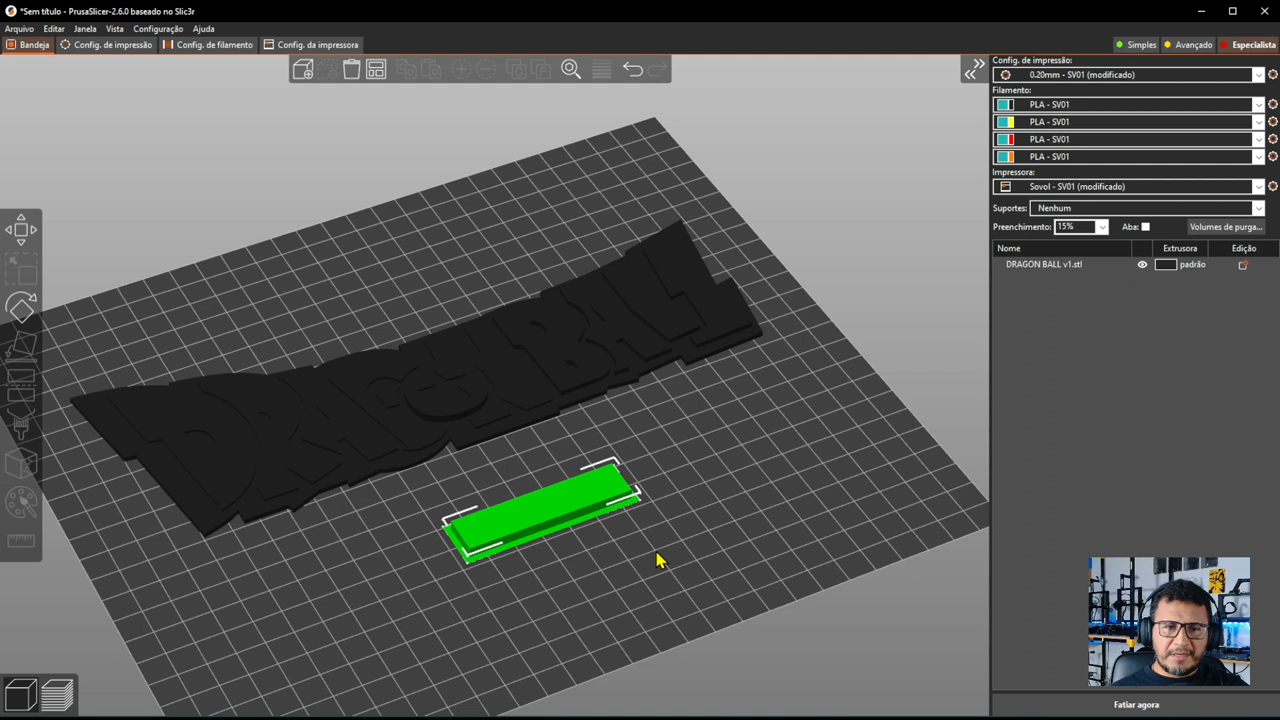 *Sem título - PrusaSlicer-2.6.0 baseado no Slic3r
Arquivo Editar Janela Vista Configuração Ajuda
Bandeja Config. de impressão Config. de filamento Config. da impressora Simples Avançado Especialista
Config. de impressão:
0.20mm - SV01 (modificado)
Filamento:
PLA - SV01
PLA - SV01
PLA - SV01
PLA - SV01
Impressora:
Sovol - SV01 (modificado)
Suportes: Nenhum
Preenchimento: 15% Aba: Volumes de purga...
Nome Extrusora Edição
DRAGON BALL v1.stl padrão
DRAGON BALL
Fatiar agora